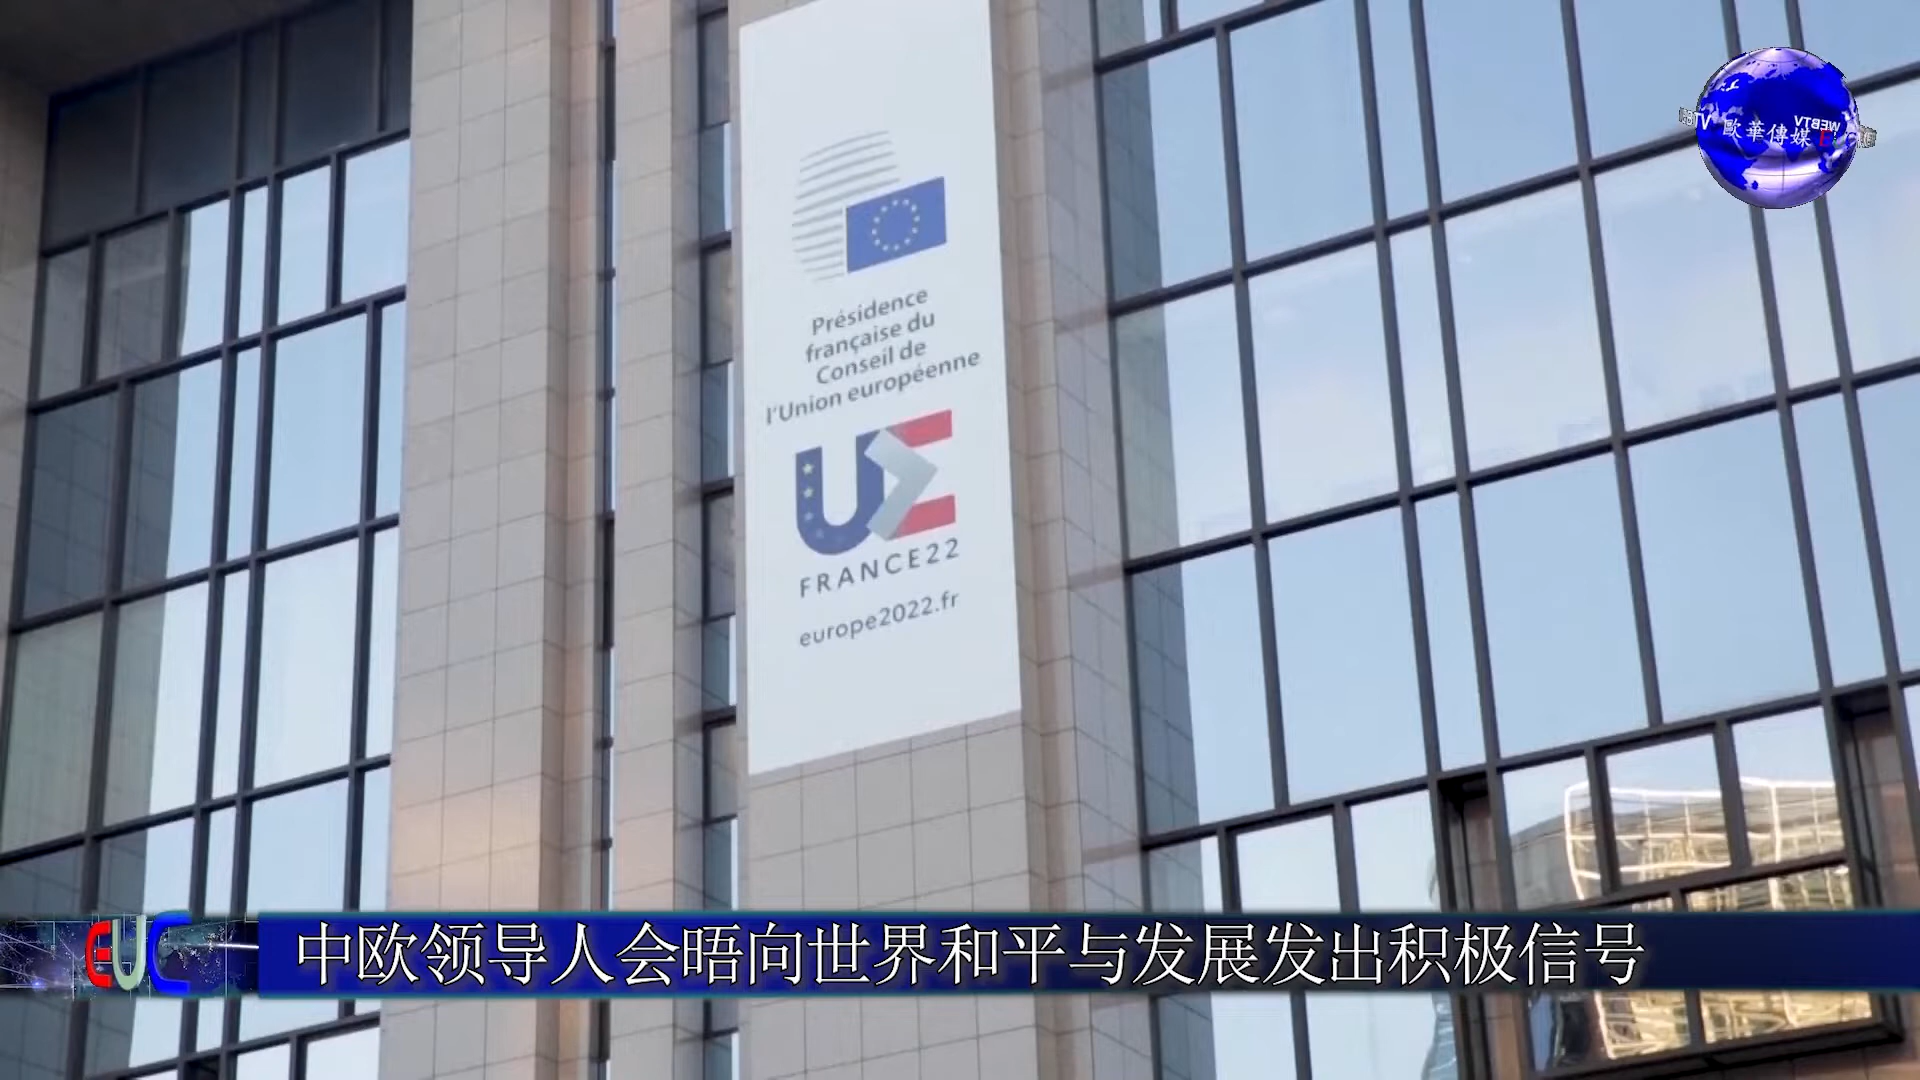 歐華傳媒
WEBTV
Présidence
française du
Conseil de
l'Union européenne
UE
FRANCE22
europe2022.fr
EUC
中欧领导人会晤向世界和平与发展发出积极信号